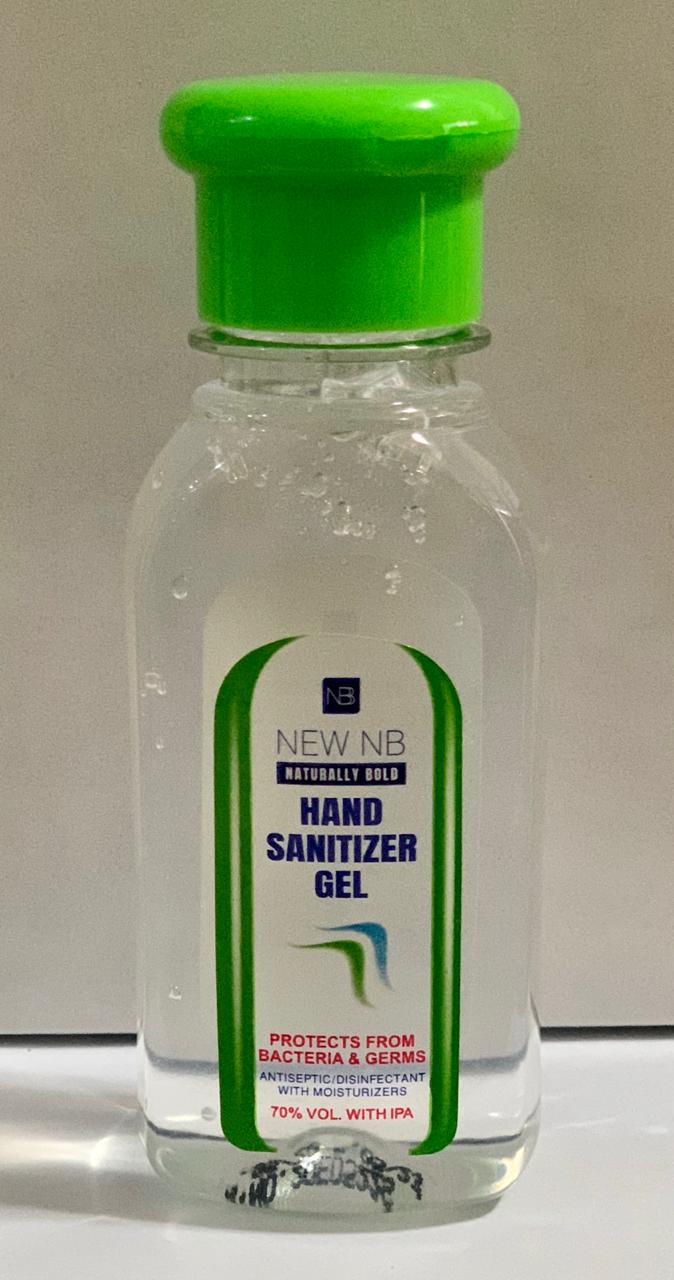 NB
NEW NB
NATURALLY BOLD
HAND
SANITIZER
GEL
PROTECTS FROM
BACTERIA & GERMS
ANTISEPTIC/DISINFECTANT
WITH MOISTURIZERS
70% VOL. WITH IPA